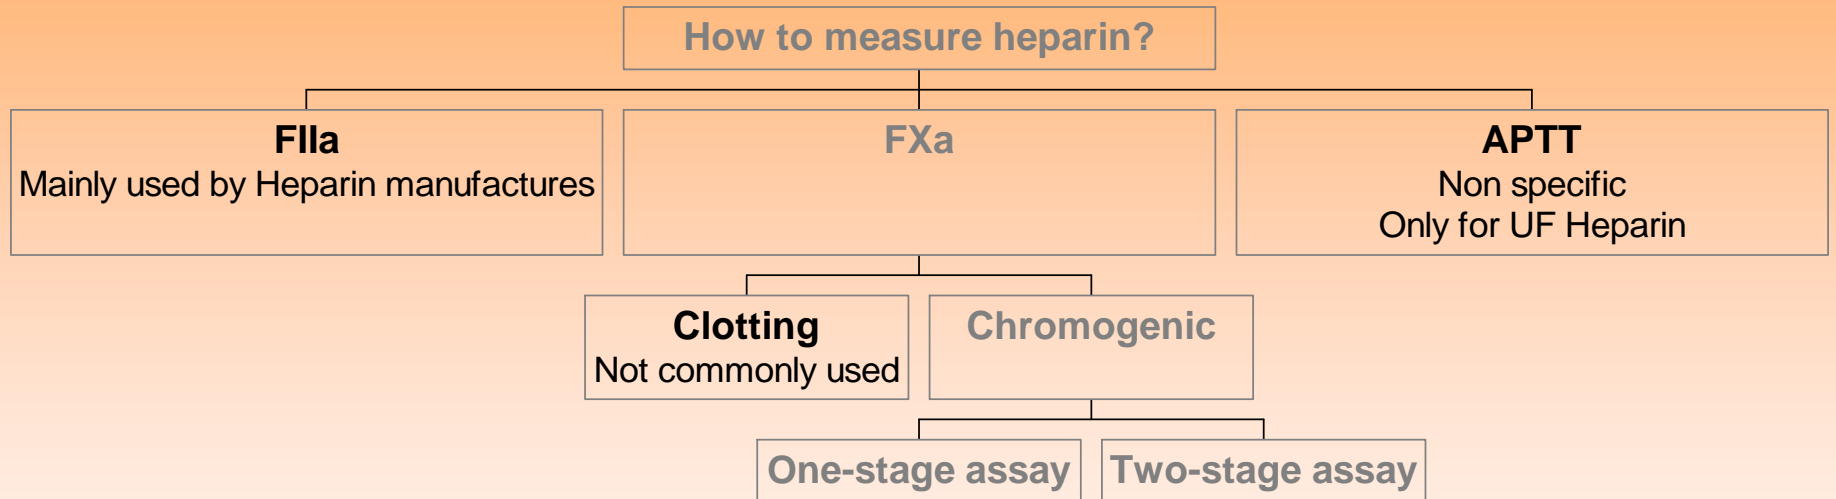 How to measure heparin?
FIIa
Mainly used by Heparin manufactures
FXa
APTT
Non specific
Only for UF Heparin
Clotting
Not commonly used
Chromogenic
One-stage assay
Two-stage assay